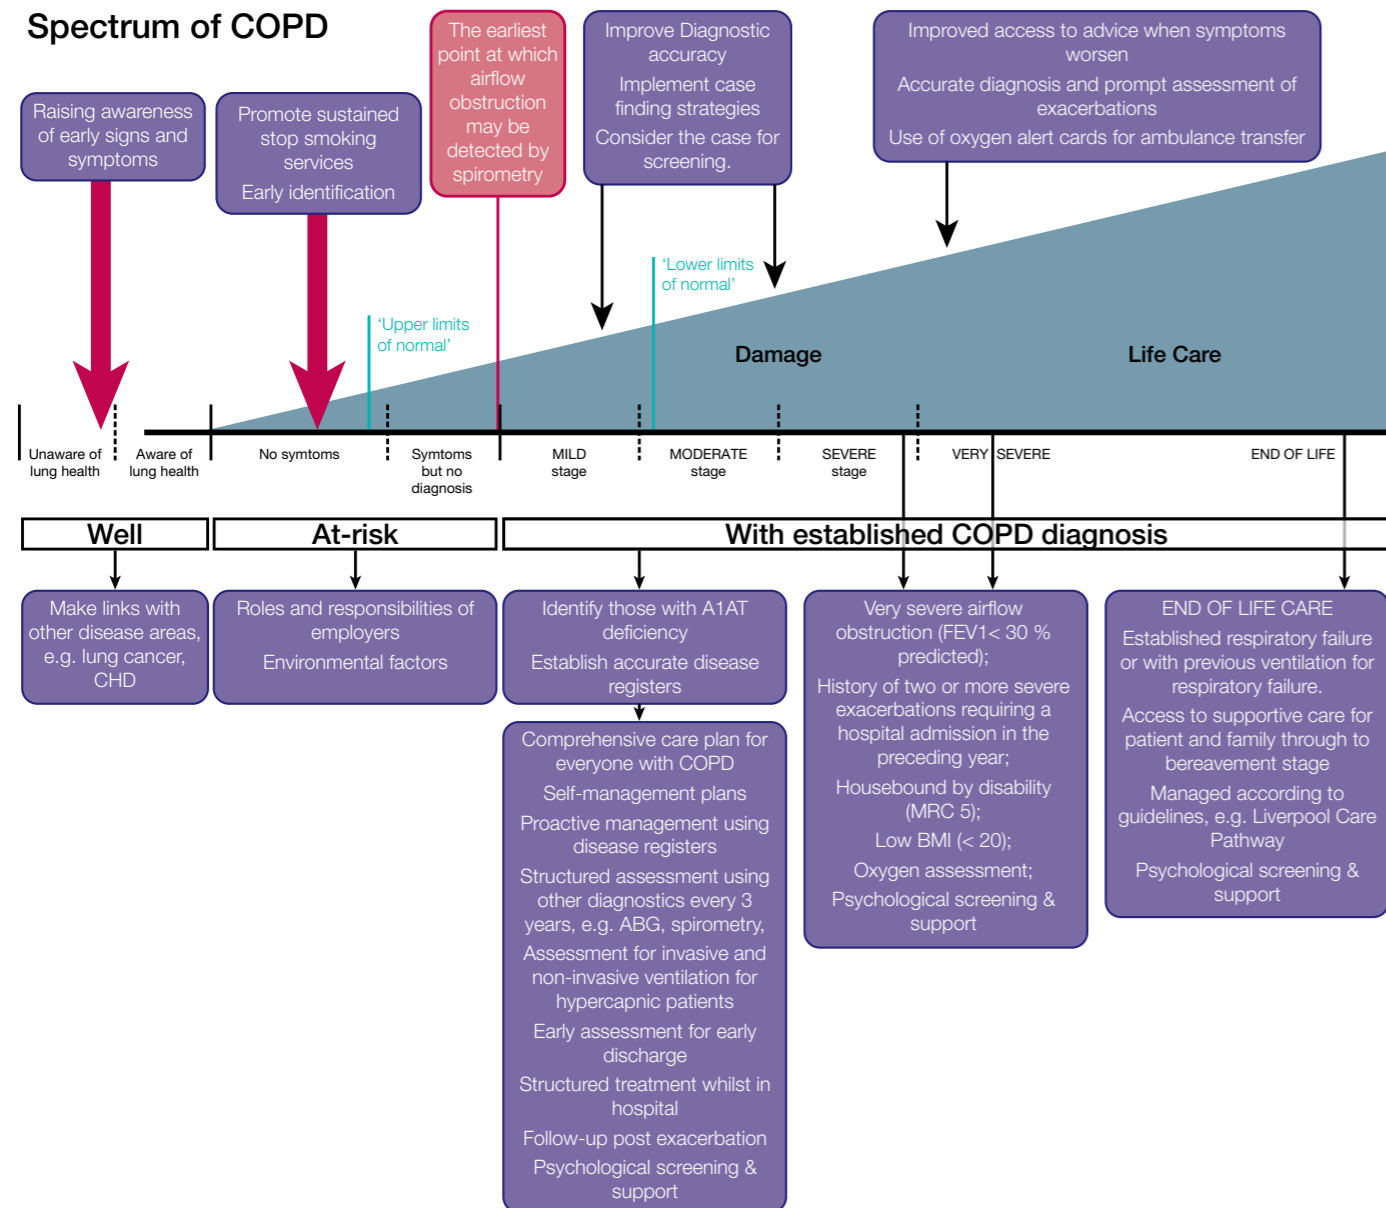 Spectrum of COPD
Raising awareness
of early signs and
symptoms
Promote sustained
stop smoking
services
Early identification
The earliest
point at which
airflow
obstruction
may be
detected by
spirometry
Improve Diagnostic
accuracy
Implement case
finding strategies
Consider the case for
screening.
Improved access to advice when symptoms
worsen
Accurate diagnosis and prompt assessment of
exacerbations
Use of oxygen alert cards for ambulance transfer
‘Upper limits
of normal’
‘Lower limits
of normal’
Damage
Life Care
Unaware of
lung health
Aware of
lung health
No symtoms
Symtoms
but no
diagnosis
MILD
stage
MODERATE
stage
SEVERE
stage
VERY SEVERE
END OF LIFE
Well
At-risk
With established COPD diagnosis
Make links with
other disease areas,
e.g. lung cancer,
CHD
Roles and responsibilities of
employers
Environmental factors
Identify those with A1AT
deficiency
Establish accurate disease
registers
Comprehensive care plan for
everyone with COPD
Self-management plans
Proactive management using
disease registers
Structured assessment using
other diagnostics every 3
years, e.g. ABG, spirometry,
Assessment for invasive and
non-invasive ventilation for
hypercapnic patients
Early assessment for early
discharge
Structured treatment whilst in
hospital
Follow-up post exacerbation
Psychological screening &
support
Very severe airflow
obstruction (FEV1< 30 %
predicted);
History of two or more severe
exacerbations requiring a
hospital admission in the
preceding year;
Housebound by disability
(MRC 5);
Low BMI (< 20);
Oxygen assessment;
Psychological screening &
support
END OF LIFE CARE
Established respiratory failure
or with previous ventilation for
respiratory failure.
Access to supportive care for
patient and family through to
bereavement stage
Managed according to
guidelines, e.g. Liverpool Care
Pathway
Psychological screening &
support